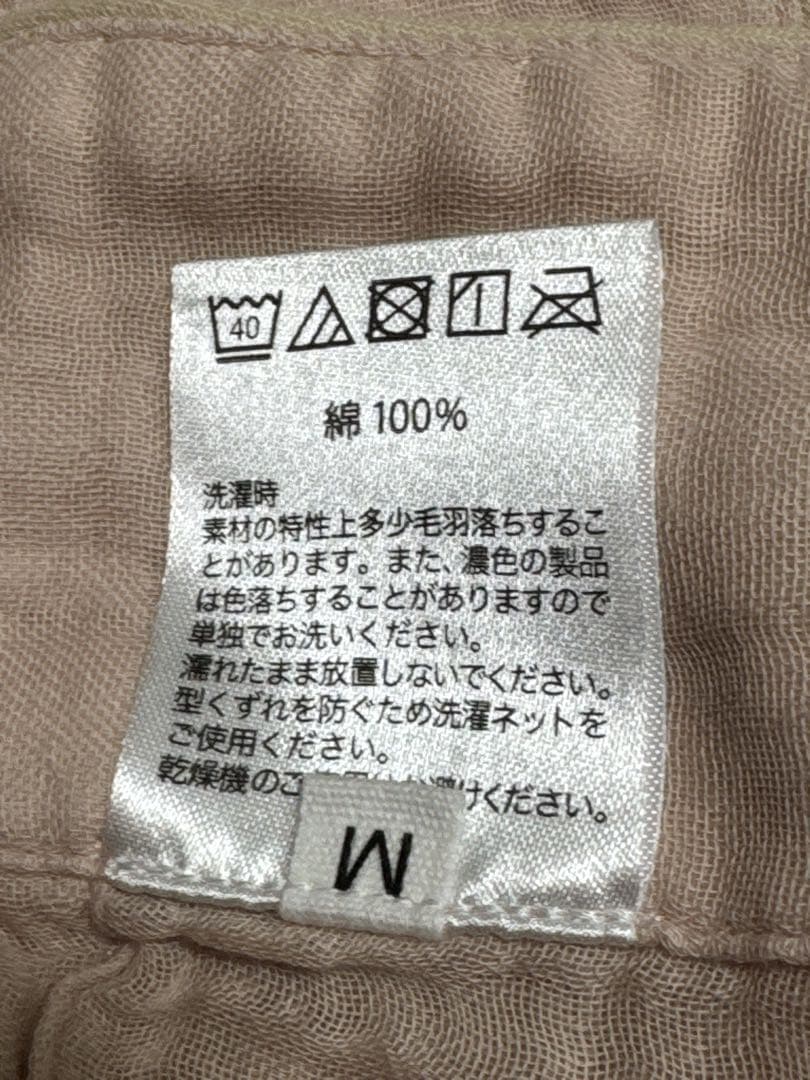 40
綿 100%
洗濯時
素材の特性上多少毛羽落ちするこ
とがあります。また、濃色の製品
は色落ちすることがありますので
単独でお洗いください。
濡れたまま放置しないでください。
型くずれを防ぐため洗濯ネットを
ご使用ください。
乾燥機のご 避けください。
M